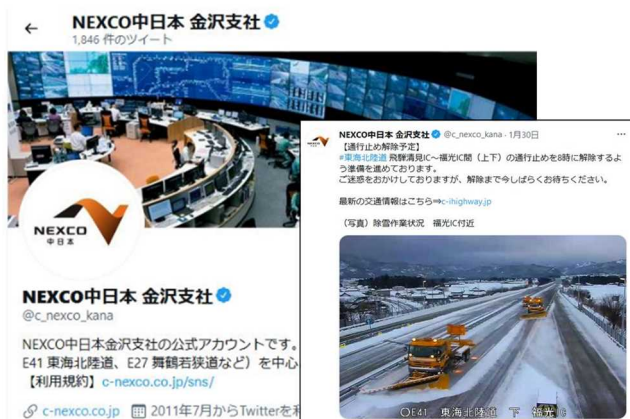 NEXCO中日本 金沢支社
1,846 件のツイート
NEXCO
中日本
NEXCO中日本 金沢支社
@c_nexco_kana
NEXCO中日本金沢支社の公式アカウントです。
E41 東海北陸道、E27 舞鶴若狭道など）を中心
【利用規約】c-nexco.co.jp/sns/
c-nexco.co.jp 2011年7月からTwitterを利
NEXCO中日本 金沢支社 @c_nexco_kana · 1月30日
【通行止め解除予定】
#東海北陸道 飛騨清見IC～福光IC間（上下）の通行止めを8時に解除するよ
う準備を進めております。
ご迷惑をおかけしておりますが、解除まで今しばらくお待ちください。
最新の交通情報はこちら⇒c-ihighway.jp
（写真）除雪作業状況 福光IC付近
○E41 東海北陸道 下 福光IC